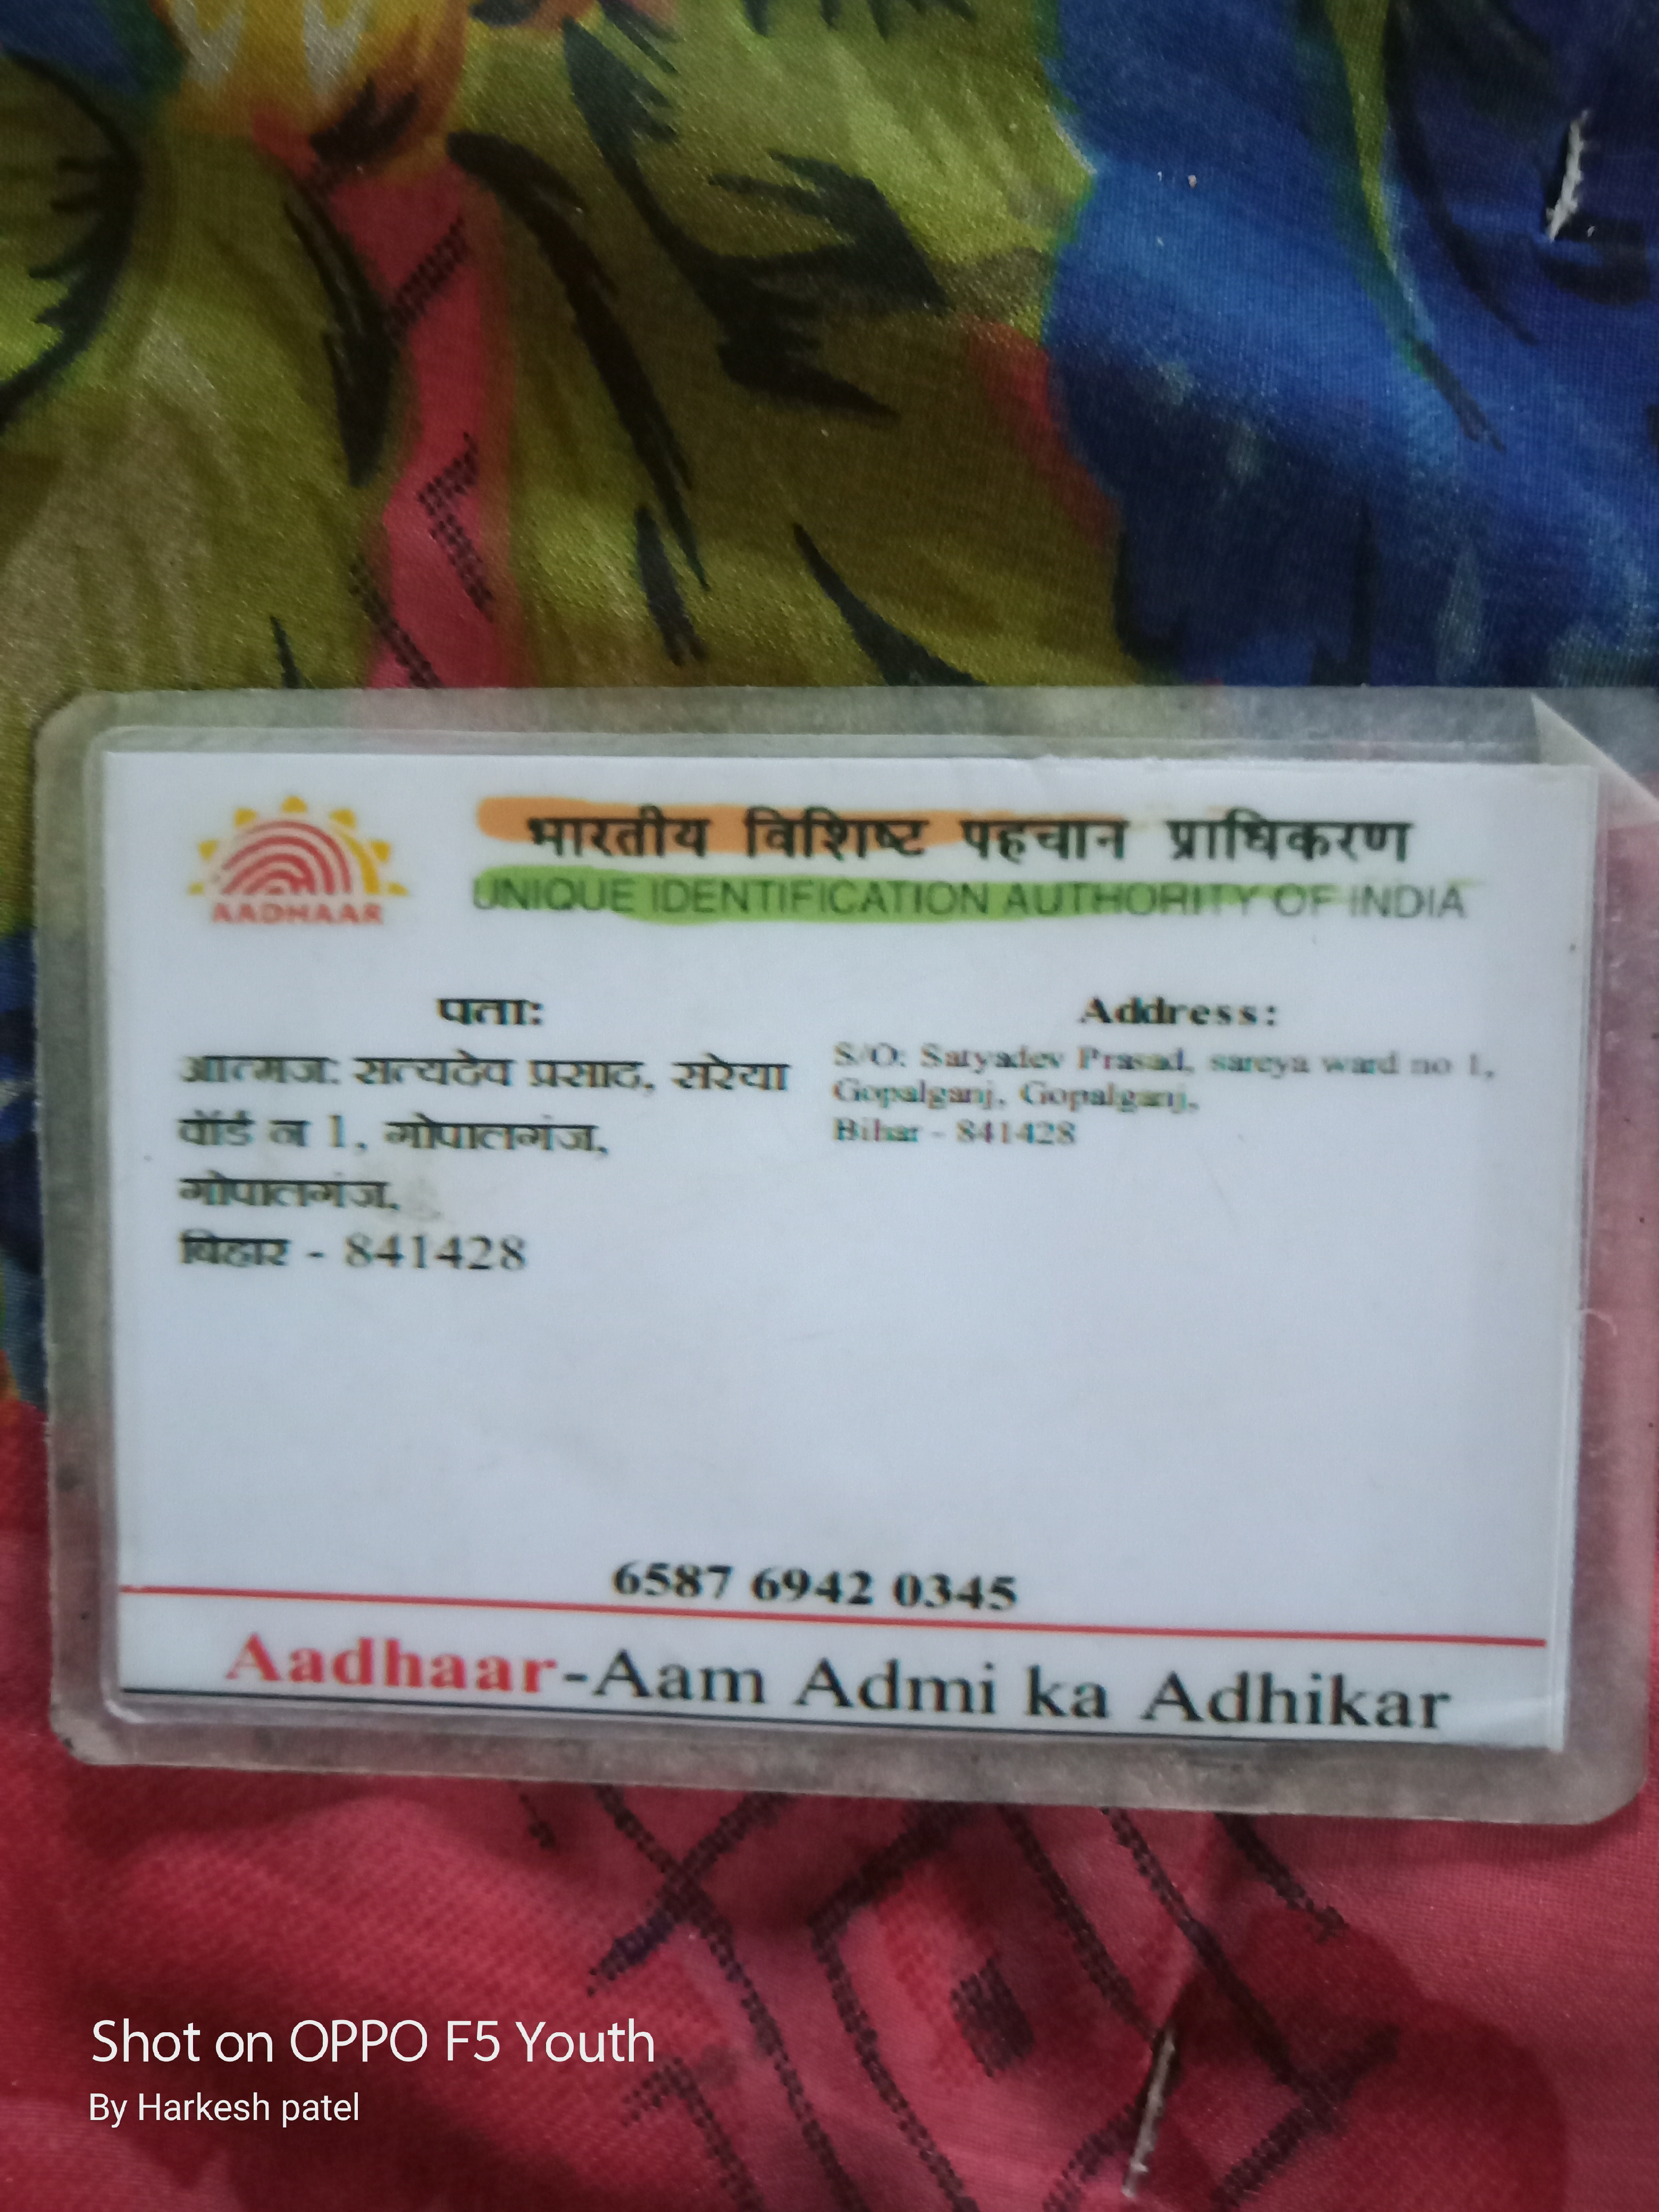 AADHAAR
भारतीय विशिष्ट पहचान प्राधिकरण
UNIQUE IDENTIFICATION AUTHORITY OF INDIA
पता:
आत्मज: सत्यदेव प्रसाद, सरेया
वॉर्ड न 1, गोपालगंज,
गोपालगंज,
बिहार - 841428
Address:
S/O: Satyadev Prasad, sareya ward no 1,
Gopalganj, Gopalganj,
Bihar - 841428
6587 6942 0345
Aadhaar-Aam Admi ka Adhikar
Shot on OPPO F5 Youth
By Harkesh patel